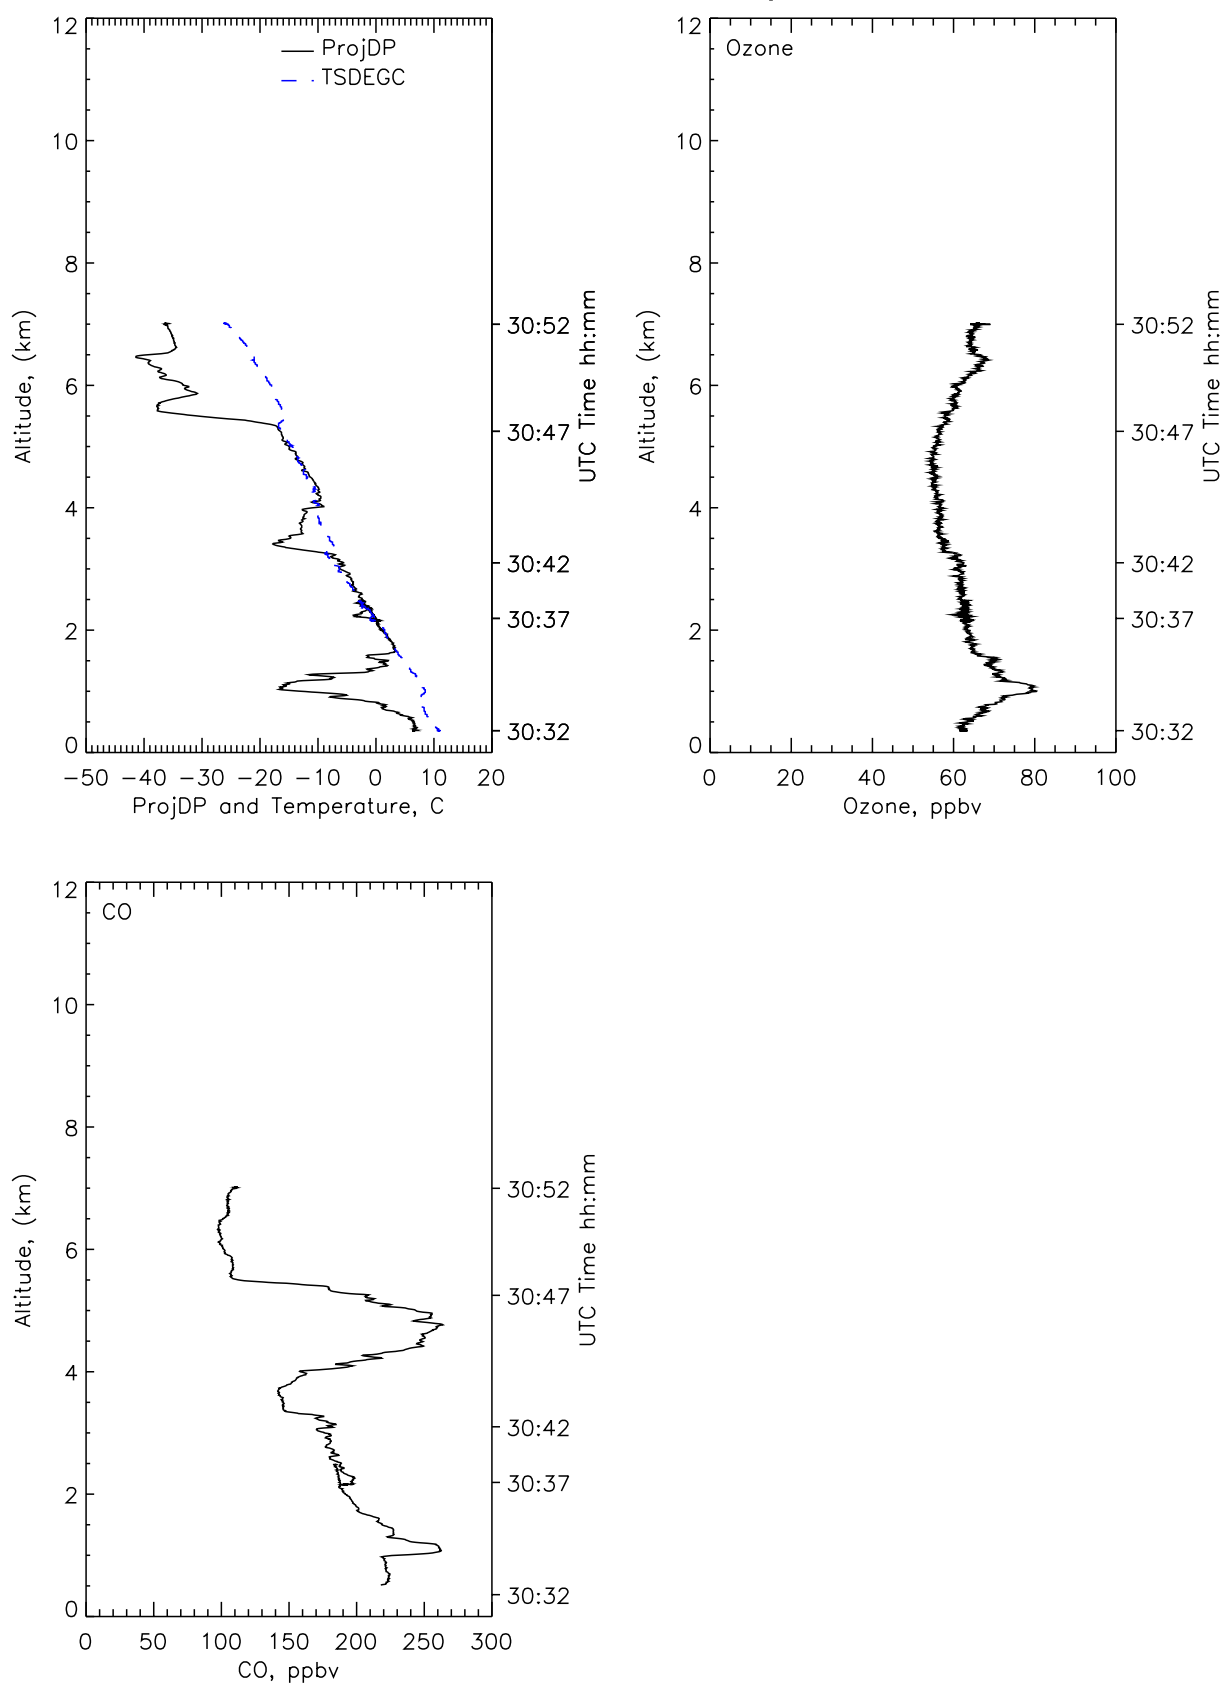 12
10
8
6
4
2
0
Altitude, (km)
ProjDP
TSDEGC
30:52
30:47
30:42
30:37
30:32
UTC Time hh:mm
-50 -40 -30 -20 -10 0 10 20
ProjDP and Temperature, C
12
10
8
6
4
2
0
Altitude, (km)
Ozone
30:52
30:47
30:42
30:37
30:32
UTC Time hh:mm
0 20 40 60 80 100
Ozone, ppbv
12
10
8
6
4
2
0
Altitude, (km)
CO
30:52
30:47
30:42
30:37
30:32
UTC Time hh:mm
0 50 100 150 200 250 300
CO, ppbv